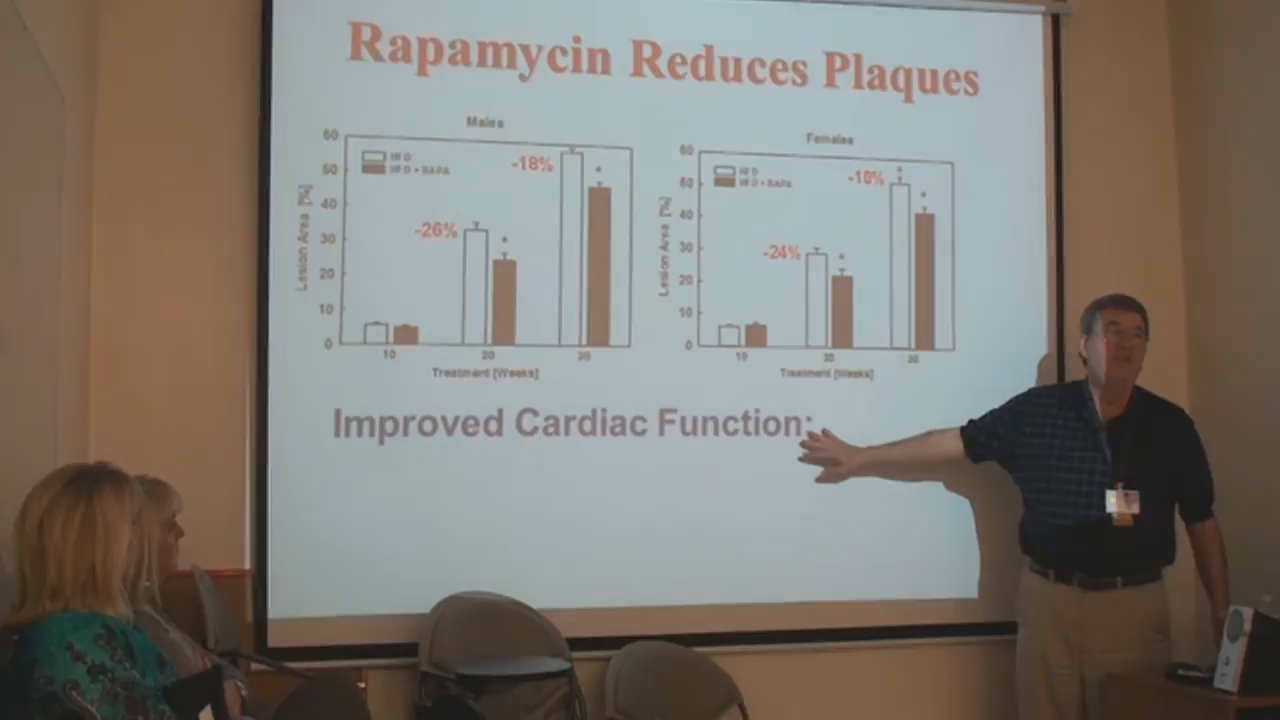 Rapamycin Reduces Plaques
Males
60
50
40
30
20
10
0
Lesion Area [%]
HFD
HFD + RAPA
-26%
-18%
10
20
30
Treatment [Weeks]
Females
60
50
40
30
20
10
0
Lesion Area [%]
HFD
HFD + RAPA
-24%
-18%
10
20
30
Treatment [Weeks]
Improved Cardiac Function: